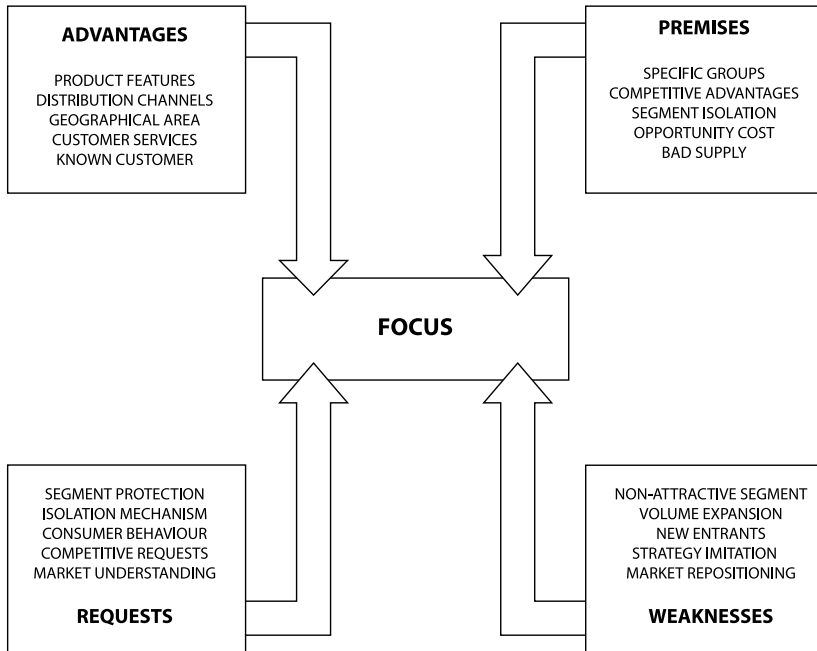 ADVANTAGES
PRODUCT FEATURES
DISTRIBUTION CHANNELS
GEOGRAPHICAL AREA
CUSTOMER SERVICES
KNOWN CUSTOMER
PREMISES
SPECIFIC GROUPS
COMPETITIVE ADVANTAGES
SEGMENT ISOLATION
OPPORTUNITY COST
BAD SUPPLY
FOCUS
SEGMENT PROTECTION
ISOLATION MECHANISM
CONSUMER BEHAVIOUR
COMPETITIVE REQUESTS
MARKET UNDERSTANDING
REQUESTS
NON-ATTRACTIVE SEGMENT
VOLUME EXPANSION
NEW ENTRANTS
STRATEGY IMITATION
MARKET REPOSITIONING
WEAKNESSES